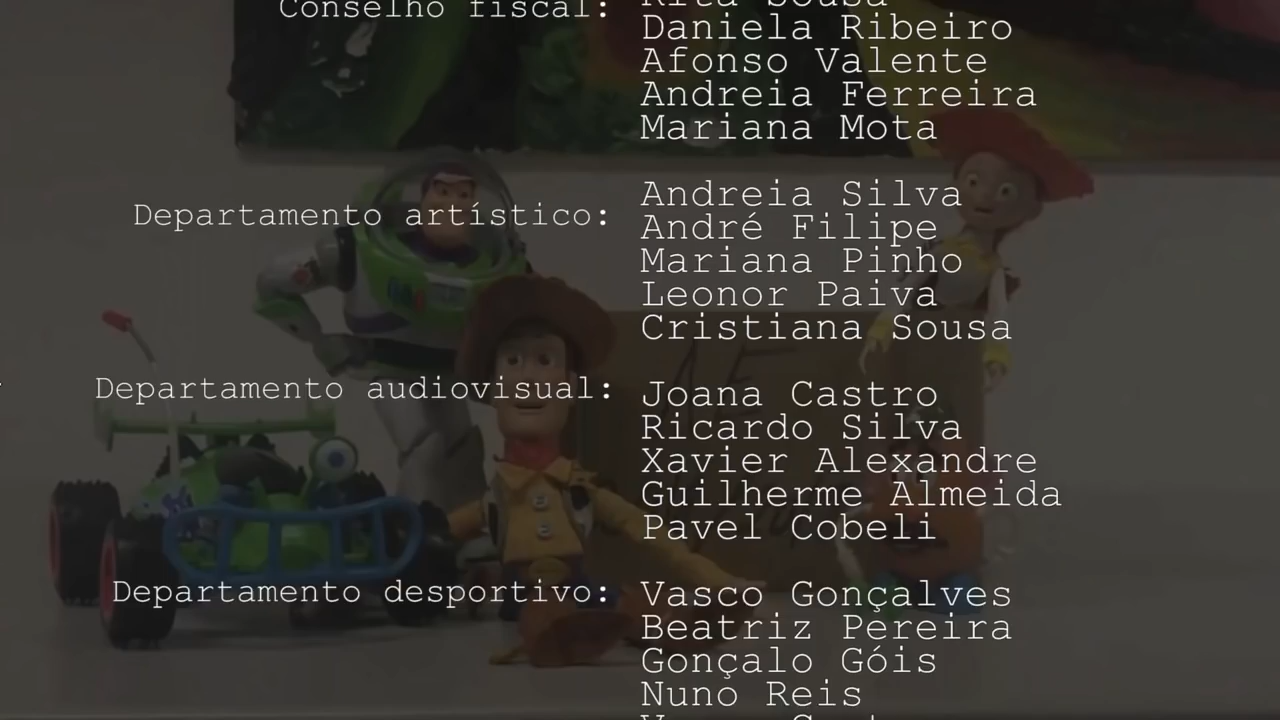 Conselho fiscal:
Rita Sousa
Daniela Ribeiro
Afonso Valente
Andreia Ferreira
Mariana Mota
Departamento artístico:
Andreia Silva
André Filipe
Mariana Pinho
Leonor Paiva
Cristiana Sousa
Departamento audiovisual:
Joana Castro
Ricardo Silva
Xavier Alexandre
Guilherme Almeida
Pavel Cobeli
Departamento desportivo:
Vasco Gonçalves
Beatriz Pereira
Gonçalo Góis
Nuno Reis